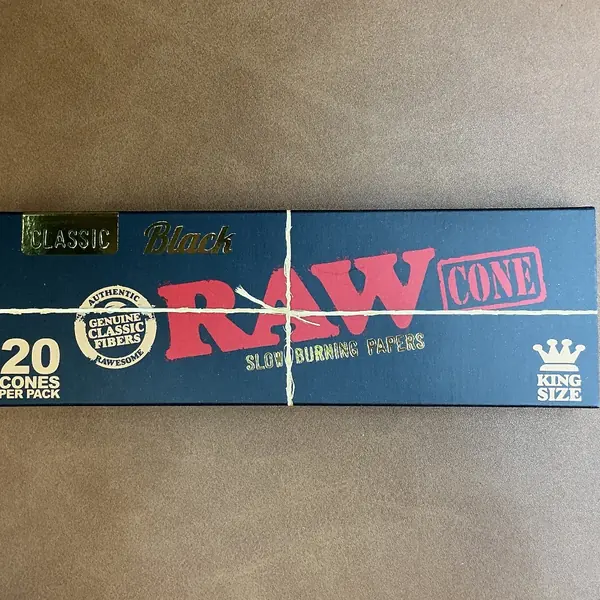 CLASSIC Black
RAW CONE
SLOW BURNING PAPERS
AUTHENTIC
GENUINE
CLASSIC
FIBERS
RAWESOME
20
CONES
PER PACK
KING
SIZE